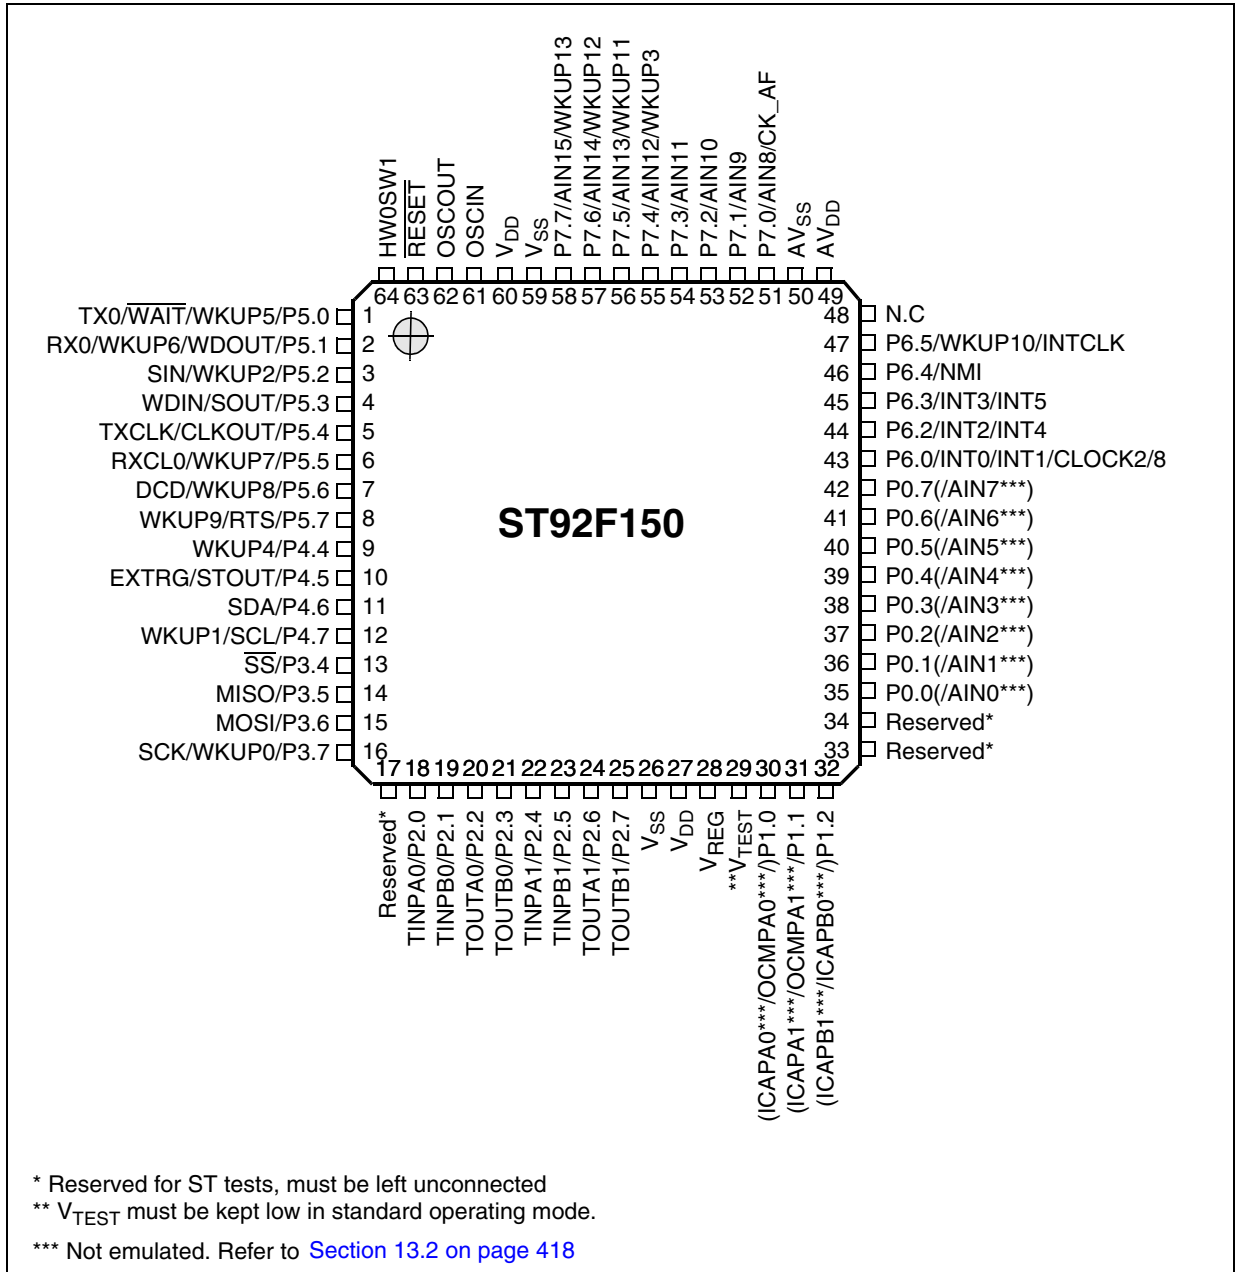 HW0SW1
RESET
OSCOUT
OSCIN
VDD
VSS
P7.7/AIN15/WKUP13
P7.6/AIN14/WKUP12
P7.5/AIN13/WKUP11
P7.4/AIN12/WKUP3
P7.3/AIN11
P7.2/AIN10
P7.1/AIN9
P7.0/AIN8/CK_AF
AVSS
AVDD
64 63 62 61 60 59 58 57 56 55 54 53 52 51 50 49
TX0/WAIT/WKUP5/P5.0 1
RX0/WKUP6/WDOUT/P5.1 2
SIN/WKUP2/P5.2 3
WDIN/SOUT/P5.3 4
TXCLK/CLKOUT/P5.4 5
RXCL0/WKUP7/P5.5 6
DCD/WKUP8/P5.6 7
WKUP9/RTS/P5.7 8
WKUP4/P4.4 9
EXTRG/STOUT/P4.5 10
SDA/P4.6 11
WKUP1/SCL/P4.7 12
SS/P3.4 13
MISO/P3.5 14
MOSI/P3.6 15
SCK/WKUP0/P3.7 16
ST92F150
48 N.C
47 P6.5/WKUP10/INTCLK
46 P6.4/NMI
45 P6.3/INT3/INT5
44 P6.2/INT2/INT4
43 P6.0/INT0/INT1/CLOCK2/8
42 P0.7(/AIN7***)
41 P0.6(/AIN6***)
40 P0.5(/AIN5***)
39 P0.4(/AIN4***)
38 P0.3(/AIN3***)
37 P0.2(/AIN2***)
36 P0.1(/AIN1***)
35 P0.0(/AIN0***)
34 Reserved*
33 Reserved*
17 18 19 20 21 22 23 24 25 26 27 28 29 30 31 32
Reserved*
TINPA0/P2.0
TINPB0/P2.1
TOUTA0/P2.2
TOUTB0/P2.3
TINPA1/P2.4
TINPB1/P2.5
TOUTA1/P2.6
TOUTB1/P2.7
VSS
VDD
VREG
**VTEST
(ICAPA0***/OCMPA0***/)P1.0
(ICAPA1***/OCMPA1***/P1.1
(ICAPB1***/ICAPB0***/)P1.2
* Reserved for ST tests, must be left unconnected
** VTEST must be kept low in standard operating mode.
*** Not emulated. Refer to Section 13.2 on page 418